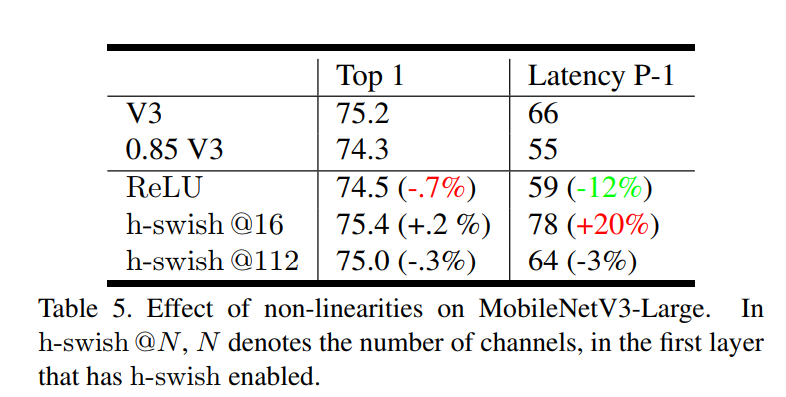 Top 1 Latency P-1
V3 75.2 66
0.85 V3 74.3 55
ReLU 74.5 (-.7%) 59 (-12%)
h-swish @16 75.4 (+.2 %) 78 (+20%)
h-swish @112 75.0 (-.3%) 64 (-3%)
Table 5. Effect of non-linearities on MobileNetV3-Large. In
h-swish @N, N denotes the number of channels, in the first layer
that has h-swish enabled.